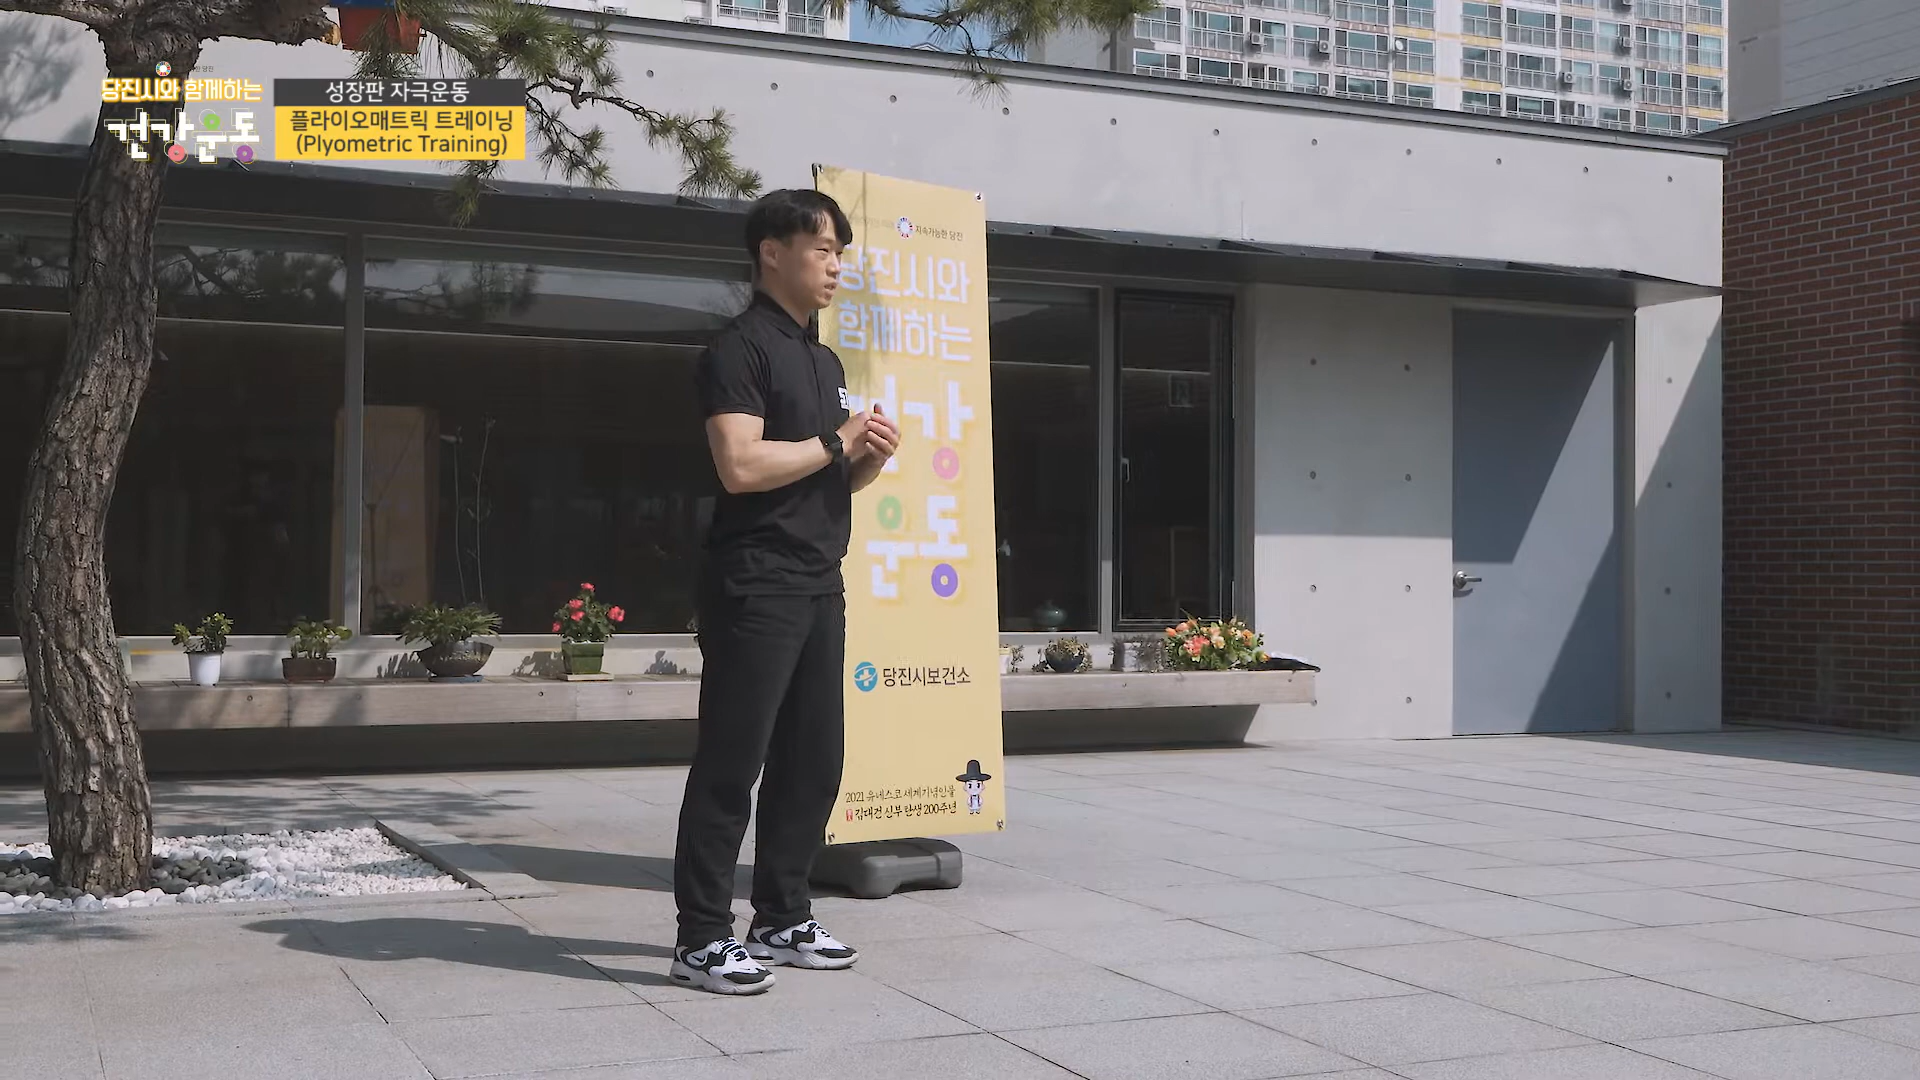 당진시와 함께하는
건강운동
성장판 자극운동
플라이오매트릭 트레이닝
(Plyometric Training)
지속가능한 당진
당진시와
함께하는
건강
운동
당진시보건소
2021 유네스코 세계기념인물
김대건 신부 탄생 200주년